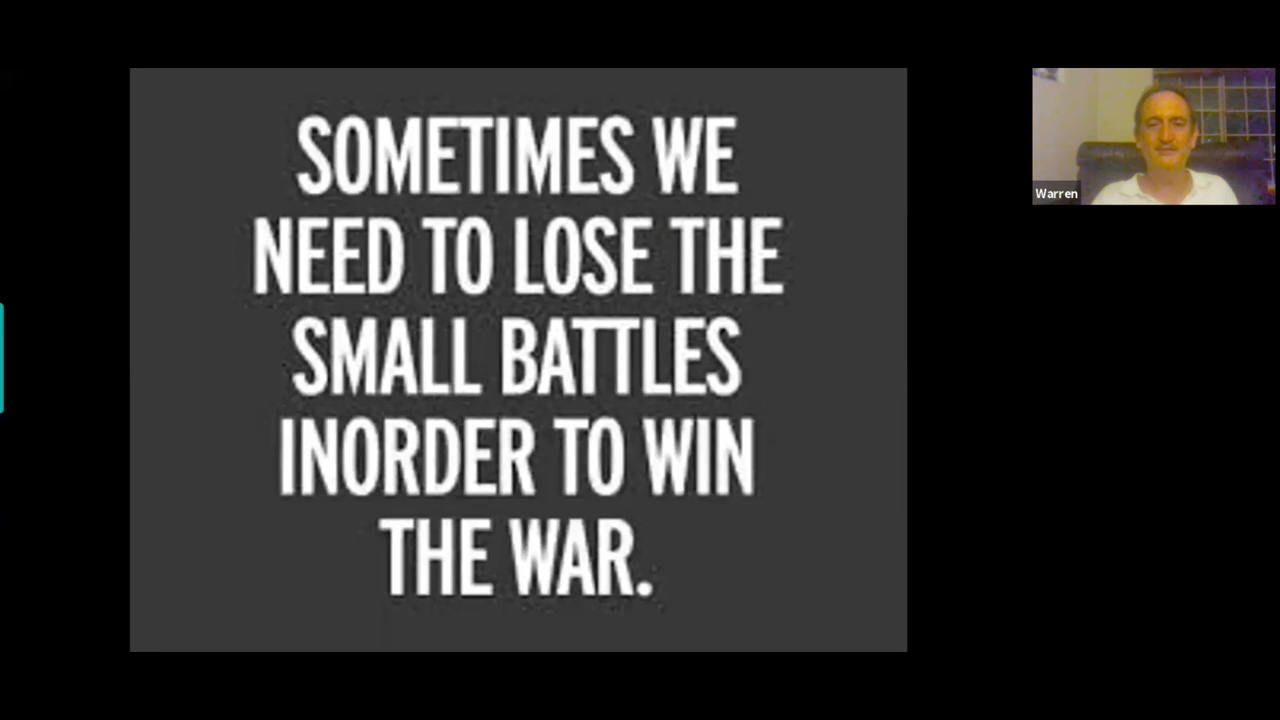 SOMETIMES WE
NEED TO LOSE THE
SMALL BATTLES
INORDER TO WIN
THE WAR.
Warren